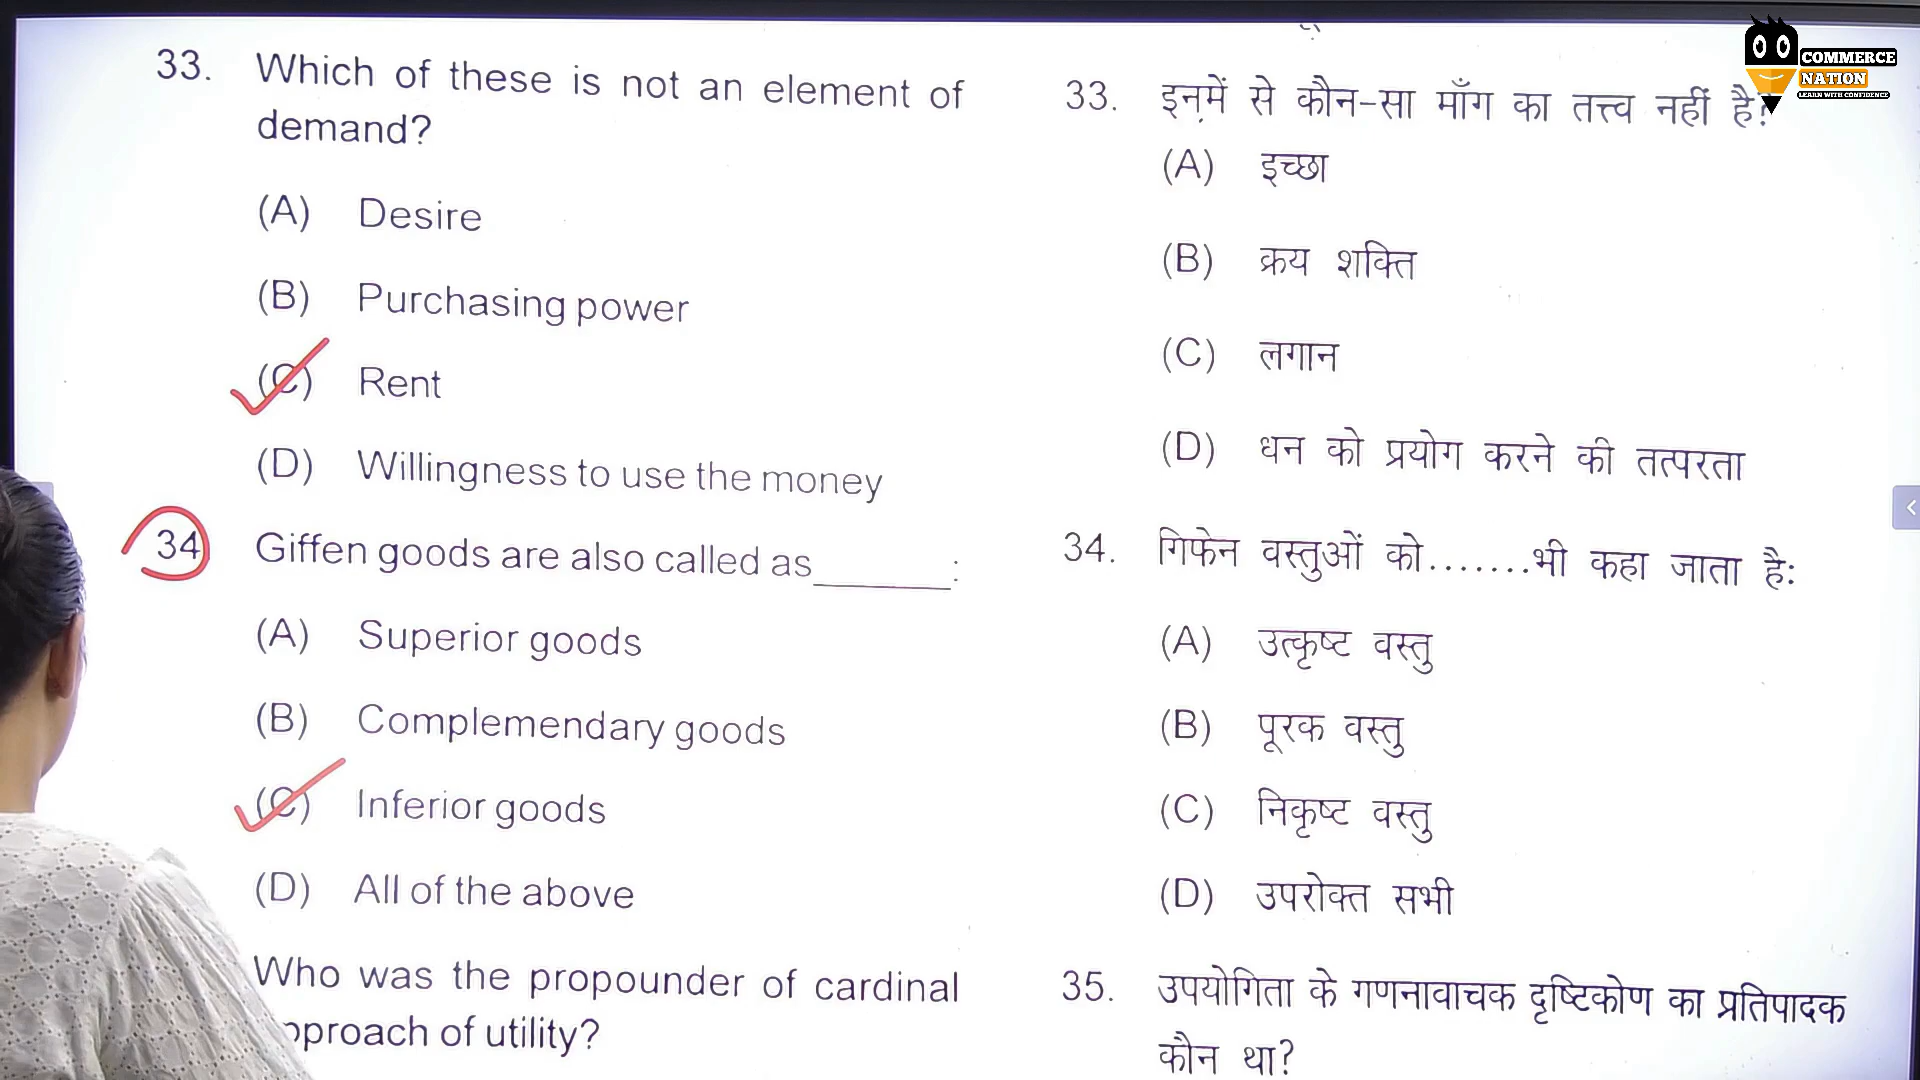 33. Which of these is not an element of
demand?
(A) Desire
(B) Purchasing power
(C) Rent
(D) Willingness to use the money
34 Giffen goods are also called as______:
(A) Superior goods
(B) Complemendary goods
(C) Inferior goods
(D) All of the above
Who was the propounder of cardinal
pproach of utility?
33. इनमें से कौन-सा माँग का तत्त्व नहीं है?
(A) इच्छा
(B) क्रय शक्ति
(C) लगान
(D) धन को प्रयोग करने की तत्परता
34. गिफेन वस्तुओं को.......भी कहा जाता है:
(A) उत्कृष्ट वस्तु
(B) पूरक वस्तु
(C) निकृष्ट वस्तु
(D) उपरोक्त सभी
35. उपयोगिता के गणनावाचक दृष्टिकोण का प्रतिपादक
कौन था?
COMMERCE
NATION
LEARN WITH CONFIDENCE